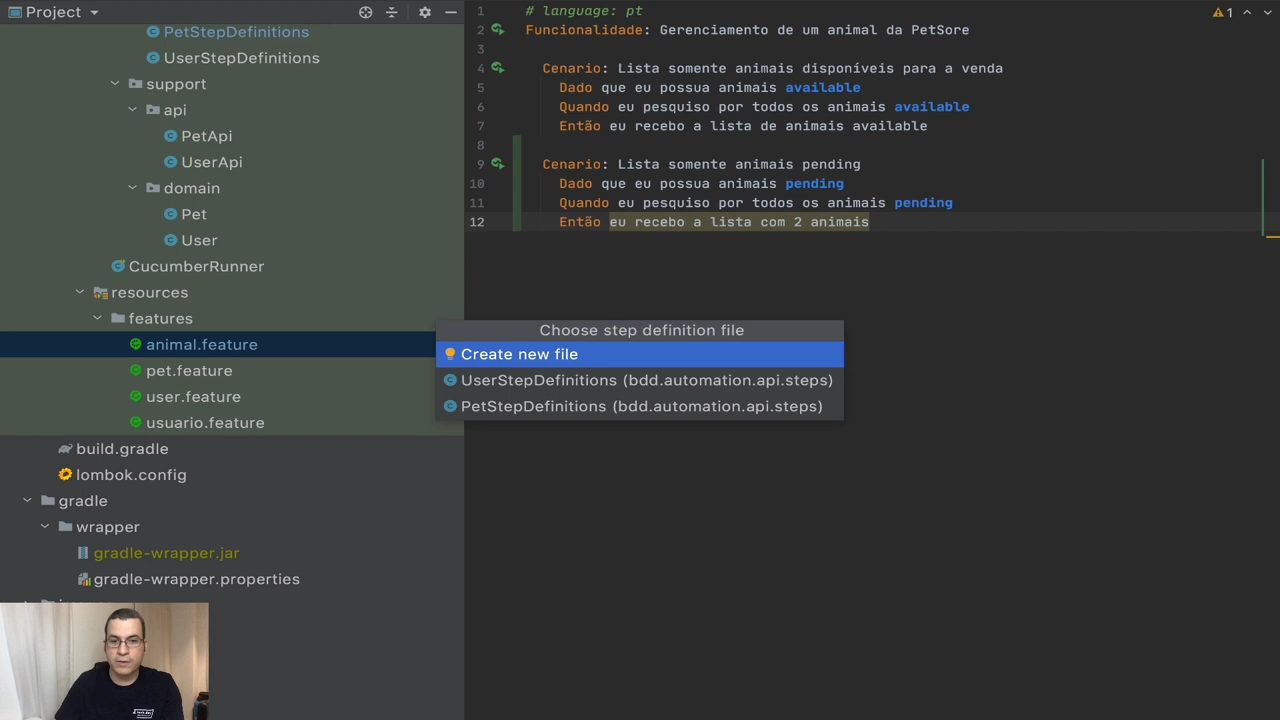 Project
PetStepDefinitions
UserStepDefinitions
support
api
PetApi
UserApi
domain
Pet
User
CucumberRunner
resources
features
animal.feature
pet.feature
user.feature
usuario.feature
build.gradle
lombok.config
gradle
wrapper
gradle-wrapper.jar
gradle-wrapper.properties
1 # language: pt
2 Funcionalidade: Gerenciamento de um animal da PetSore
3
4 Cenario: Lista somente animais disponíveis para a venda
5 Dado que eu possua animais available
6 Quando eu pesquiso por todos os animais available
7 Então eu recebo a lista de animais available
8
9 Cenario: Lista somente animais pending
10 Dado que eu possua animais pending
11 Quando eu pesquiso por todos os animais pending
12 Então eu recebo a lista com 2 animais
1
Choose step definition file
Create new file
UserStepDefinitions (bdd.automation.api.steps)
PetStepDefinitions (bdd.automation.api.steps)